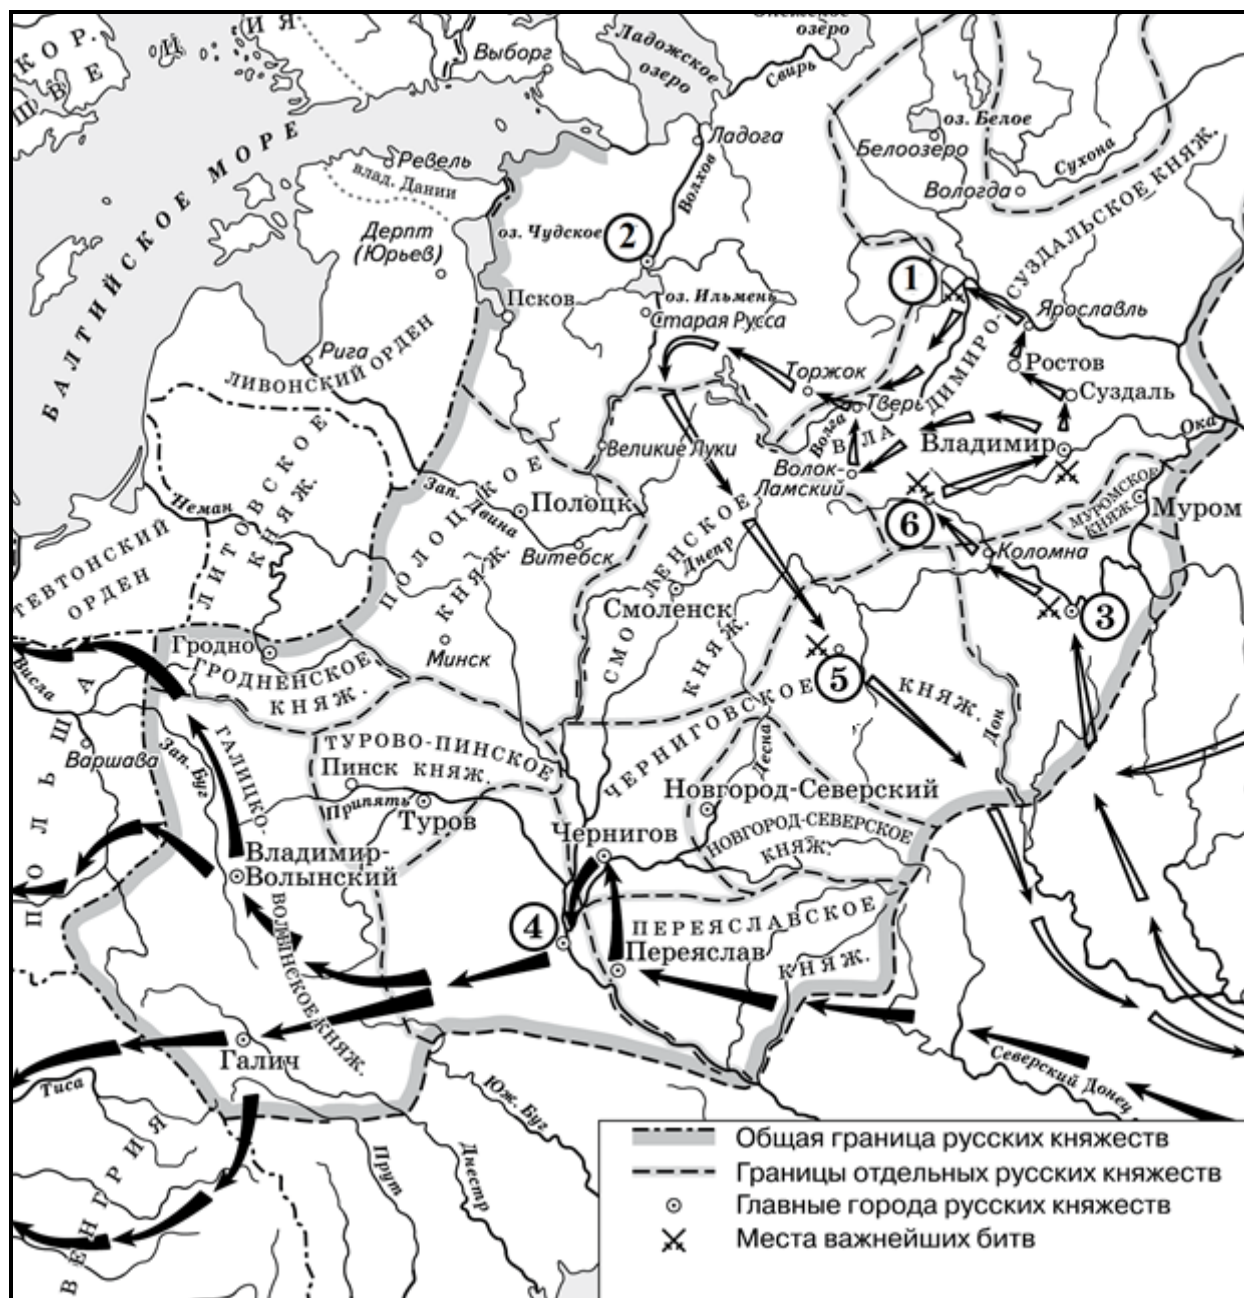 КОР.
ШВЕ
ИЯ
Й
Выборг
Ладожское
озеро
Онежское
озеро
Свирь
оз. Белое
Белоозеро
Сухона
Вологда
Ладога
Волхов
БАЛТИЙСКОЕ МОРЕ
Ревель
влад. Дании
Дерпт
(Юрьев)
оз. Чудское
2
1
ВЛАДИМИРО-СУЗДАЛЬСКОЕ КНЯЖ.
Псков
оз. Ильмень
Старая Русса
Ярославль
Рига
ЛИВОНСКИЙ ОРДЕН
Торжок
Ростов
Тверь
Суздаль
Волга
Владимир
Ока
Великие Луки
Волок-
Ламский
ЛИТОВСКОЕ
КНЯЖ.
Неман
Зап. Двина
ПОЛОЦКОЕ
КНЯЖ.
Полоцк
Витебск
6
МУРОМСКОЕ
КНЯЖ.
Муром
ТЕВТОНСКИЙ
ОРДЕН
СМОЛЕНСКОЕ
КНЯЖ.
Днепр
Смоленск
Коломна
3
Гродно
ГРОДНЕНСКОЕ
КНЯЖ.
Минск
5
Висла
ПОЛЬША
Варшава
Зап. Буг
ГАЛИЦКО-
ВОЛЫНСКОЕ КНЯЖ.
ТУРОВО-ПИНСКОЕ
КНЯЖ.
Пинск
Припять
Туров
ЧЕРНИГОВСКОЕ
КНЯЖ.
Десна
Дон
Новгород-Северский
НОВГОРОД-СЕВЕРСКОЕ
КНЯЖ.
Чернигов
Владимир-
Волынский
4
ПЕРЕЯСЛАВСКОЕ
КНЯЖ.
Переяслав
Галич
Тиса
ВЕНГРИЯ
Прут
Днестр
Юж. Буг
Северский Донец
Общая граница русских княжеств
Границы отдельных русских княжеств
Главные города русских княжеств
Места важнейших битв